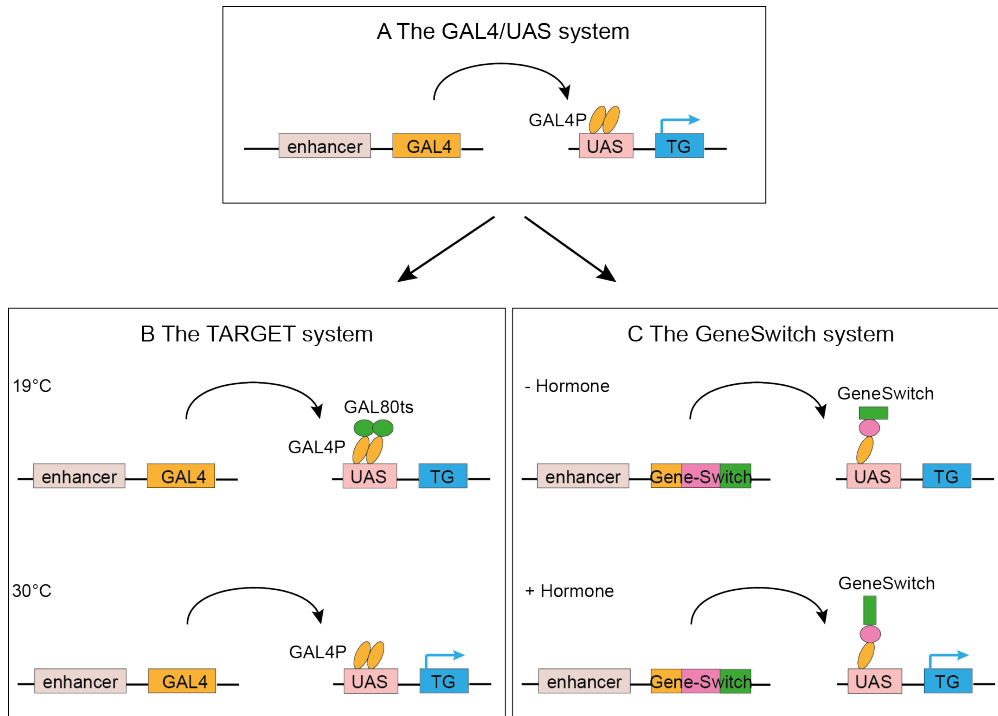 A The GAL4/UAS system
GAL4P
enhancer GAL4 UAS TG
B The TARGET system
19°C
GAL80ts
GAL4P
enhancer GAL4 UAS TG
30°C
GAL4P
enhancer GAL4 UAS TG
C The GeneSwitch system
- Hormone
GeneSwitch
enhancer Gene-Switch UAS TG
+ Hormone
GeneSwitch
enhancer Gene-Switch UAS TG